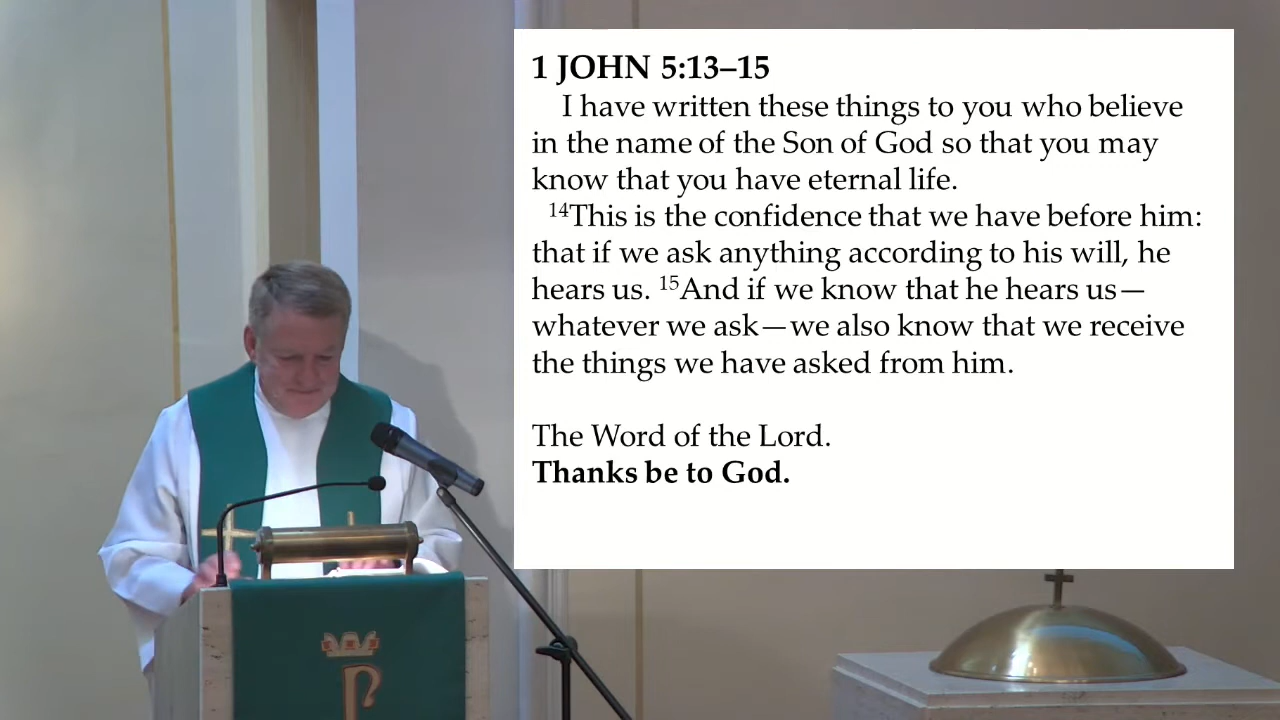 1 JOHN 5:13–15
I have written these things to you who believe
in the name of the Son of God so that you may
know that you have eternal life.
¹⁴This is the confidence that we have before him:
that if we ask anything according to his will, he
hears us. ¹⁵And if we know that he hears us—
whatever we ask—we also know that we receive
the things we have asked from him.
The Word of the Lord.
Thanks be to God.